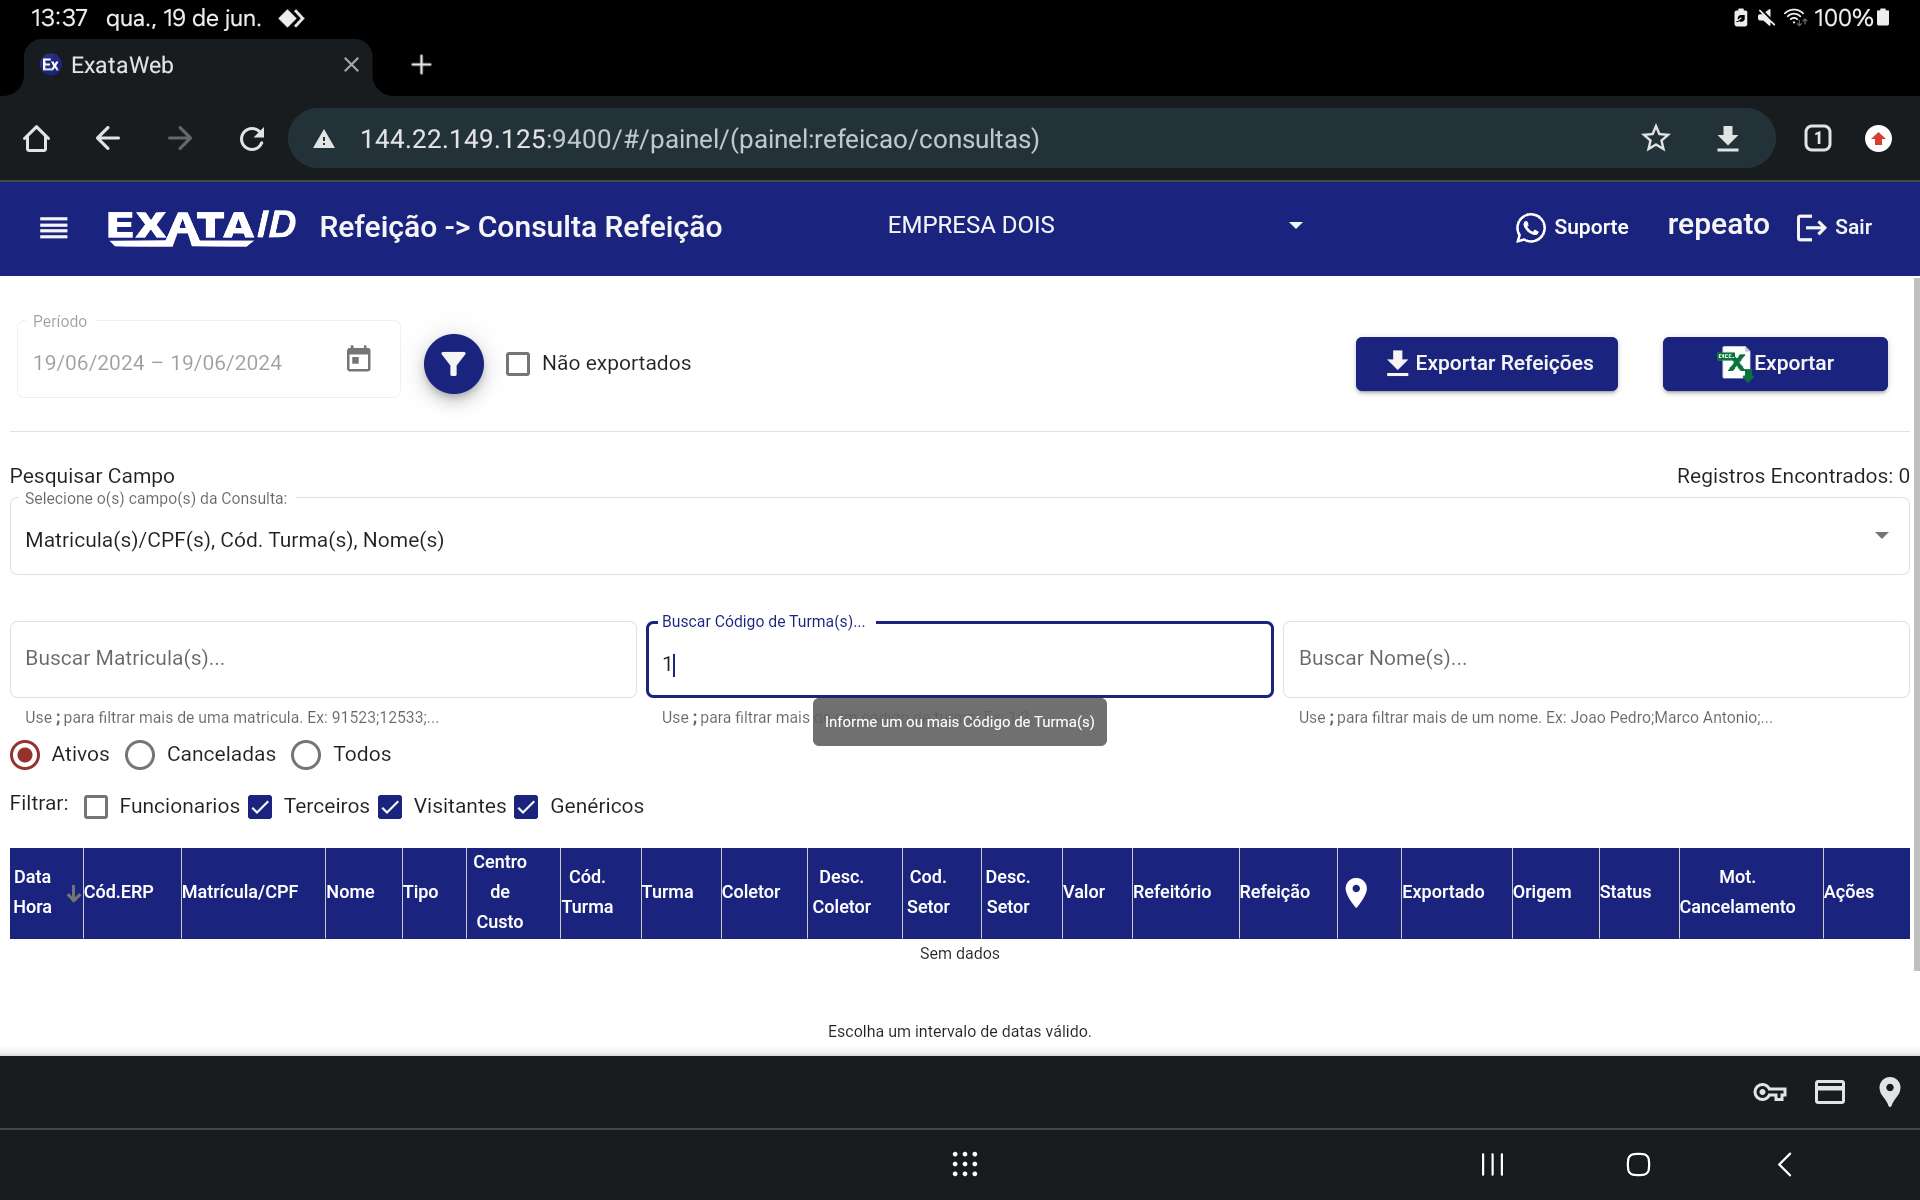 13:37 qua., 19 de jun. 100%
Ex ExataWeb
144.22.149.125:9400/#/painel/(painel:refeicao/consultas) 1
EXATA/ID Refeição -> Consulta Refeição EMPRESA DOIS Suporte repeato Sair
Período
19/06/2024 – 19/06/2024 Não exportados Exportar Refeições Exportar
Pesquisar Campo Registros Encontrados: 0
Selecione o(s) campo(s) da Consulta:
Matricula(s)/CPF(s), Cód. Turma(s), Nome(s)
Buscar Código de Turma(s)...
Buscar Matricula(s)... 1 Buscar Nome(s)...
Use ; para filtrar mais de uma matricula. Ex: 91523;12533;... Use ; para filtrar mais Informe um ou mais Código de Turma(s) Use ; para filtrar mais de um nome. Ex: Joao Pedro;Marco Antonio;...
Ativos Canceladas Todos
Filtrar: Funcionarios Terceiros Visitantes Genéricos
Data Hora Cód.ERP Matrícula/CPF Nome Tipo Centro de Custo Cód. Turma Turma Coletor Desc. Coletor Cod. Setor Desc. Setor Valor Refeitório Refeição Exportado Origem Status Mot. Cancelamento Ações
Sem dados
Escolha um intervalo de datas válido.